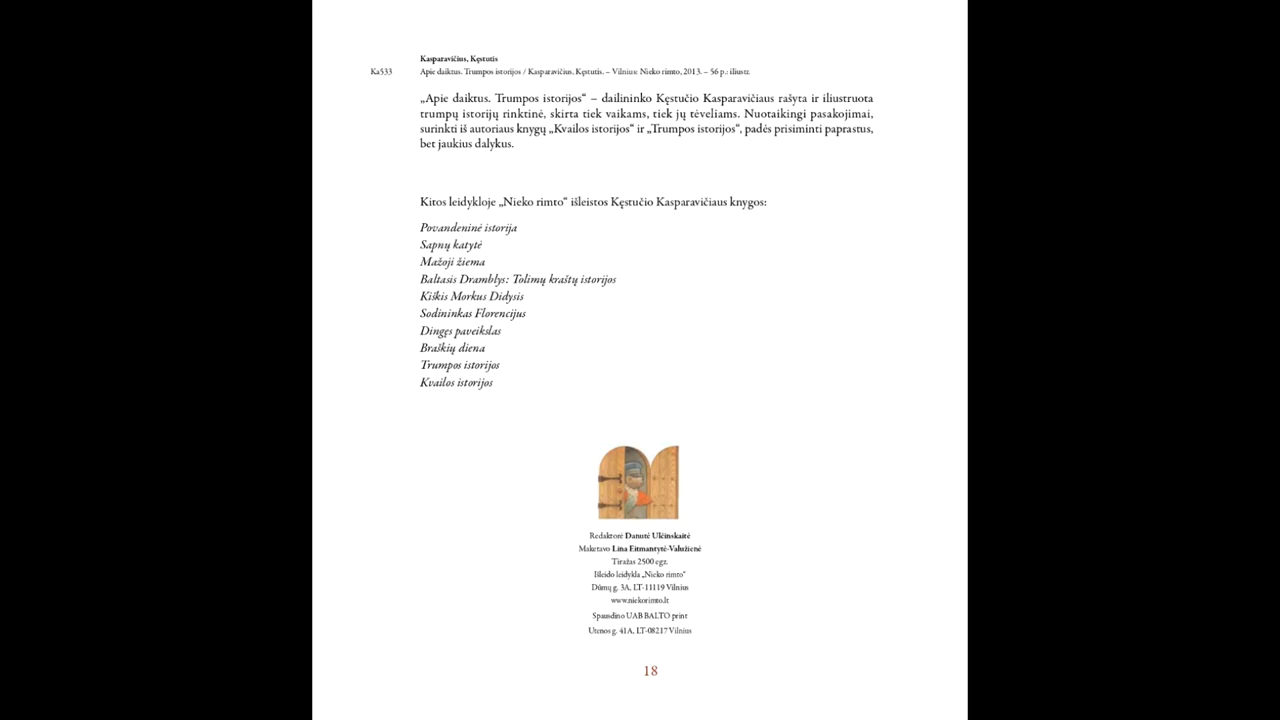 Kasparavičius, Kęstutis
Ka533 Apie daiktus. Trumpos istorijos / Kasparavičius, Kęstutis. – Vilnius: Nieko rimto, 2013. – 56 p.: iliustr.
„Apie daiktus. Trumpos istorijos“ – dailininko Kęstučio Kasparavičiaus rašyta ir iliustruota
trumpų istorijų rinktinė, skirta tiek vaikams, tiek jų tėveliams. Nuotaikingi pasakojimai,
surinkti iš autoriaus knygų „Kvailos istorijos“ ir „Trumpos istorijos“, padės prisiminti paprastus,
bet jaukius dalykus.
Kitos leidykloje „Nieko rimto“ išleistos Kęstučio Kasparavičiaus knygos:
Povandeninė istorija
Sapnų katytė
Mažoji žiema
Baltasis Dramblys: Tolimų kraštų istorijos
Kiškis Morkus Didysis
Sodininkas Florencijus
Dingęs paveikslas
Braškių diena
Trumpos istorijos
Kvailos istorijos
Redaktorė Danutė Ulčinskaitė
Maketavo Lina Eitmantytė-Valužienė
Tiražas 2500 egz.
Išleido leidykla „Nieko rimto“
Dūmų g. 3A, LT-11119 Vilnius
www.niekorimto.lt
Spausdino UAB BALTO print
Utenos g. 41A, LT-08217 Vilnius
18